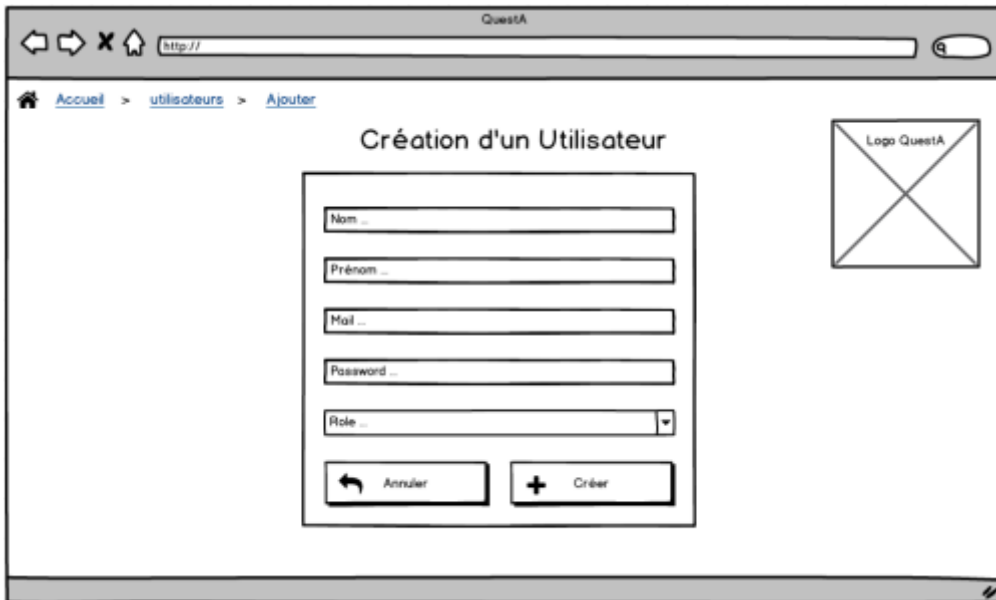 QuestA
http://
Accueil > utilisateurs > Ajouter
Création d'un Utilisateur
Logo QuestA
Nom ...
Prénom ...
Mail ...
Password ...
Role ...
Annuler
Créer